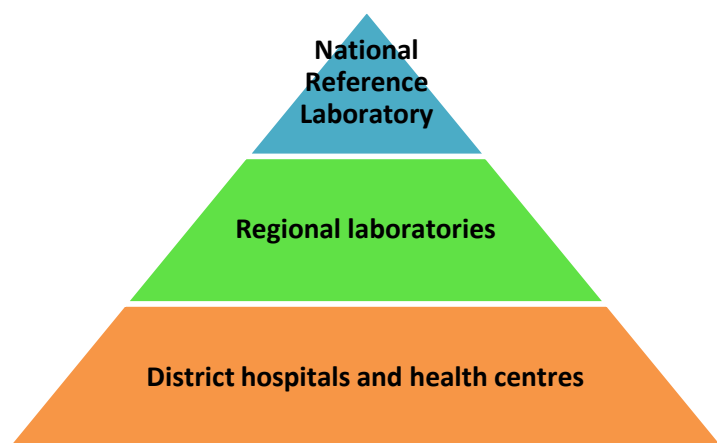 National
Reference
Laboratory
Regional laboratories
District hospitals and health centres